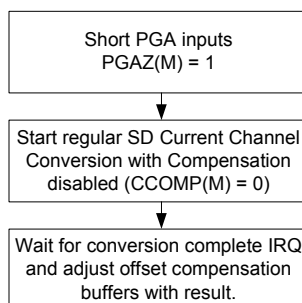 Short PGA inputs
PGAZ(M) = 1
Start regular SD Current Channel
Conversion with Compensation
disabled (CCOMP(M) = 0)
Wait for conversion complete IRQ
and adjust offset compensation
buffers with result.